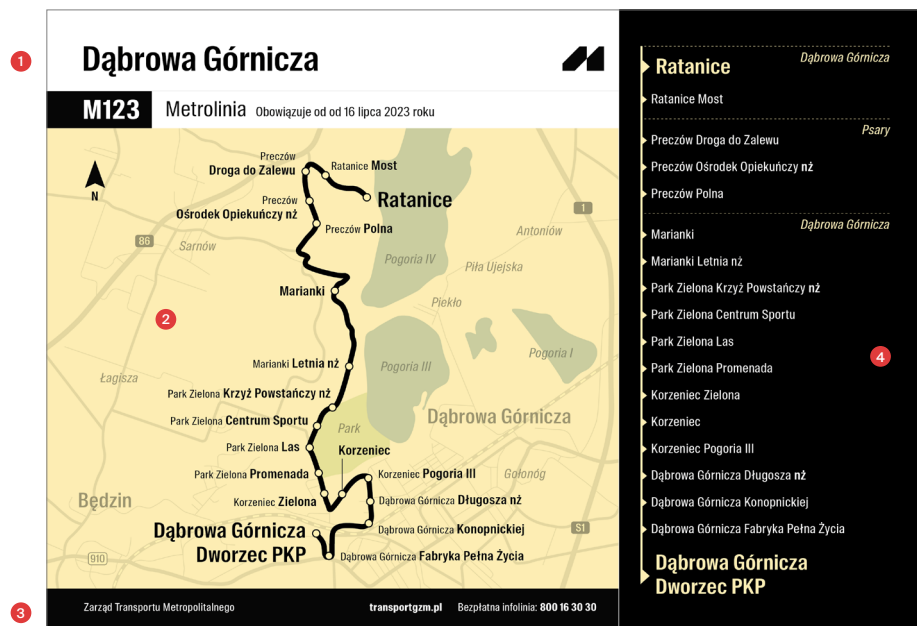 1
Dąbrowa Górnicza
M123
Metrolinia Obowiązuje od od 16 lipca 2023 roku
N
Preczów
Droga do Zalewu
Ratanice Most
Ratanice
Preczów
Ośrodek Opiekuńczy nż
Preczów Polna
1
86
Sarnów
Antoniów
Pogoria IV
Piła Ujejska
Marianki
Piekło
2
Marianki Letnia nż
Pogoria III
Pogoria I
Łagisza
Park Zielona Krzyż Powstańczy nż
Park Zielona Centrum Sportu
Park
Dąbrowa Górnicza
Park Zielona Las
Korzeniec
Park Zielona Promenada
Korzeniec Pogoria III
Gołonóg
Będzin
Korzeniec Zielona
Dąbrowa Górnicza Długosza nż
Dąbrowa Górnicza
Dworzec PKP
Dąbrowa Górnicza Konopnickiej
S1
910
Dąbrowa Górnicza Fabryka Pełna Życia
3
Zarząd Transportu Metropolitalnego
transportgzm.pl Bezpłatna infolinia: 800 16 30 30
Dąbrowa Górnicza
Ratanice
Ratanice Most
Psary
Preczów Droga do Zalewu
Preczów Ośrodek Opiekuńczy nż
Preczów Polna
Dąbrowa Górnicza
Marianki
Marianki Letnia nż
Park Zielona Krzyż Powstańczy nż
Park Zielona Centrum Sportu
Park Zielona Las
4
Park Zielona Promenada
Korzeniec Zielona
Korzeniec
Korzeniec Pogoria III
Dąbrowa Górnicza Długosza nż
Dąbrowa Górnicza Konopnickiej
Dąbrowa Górnicza Fabryka Pełna Życia
Dąbrowa Górnicza
Dworzec PKP